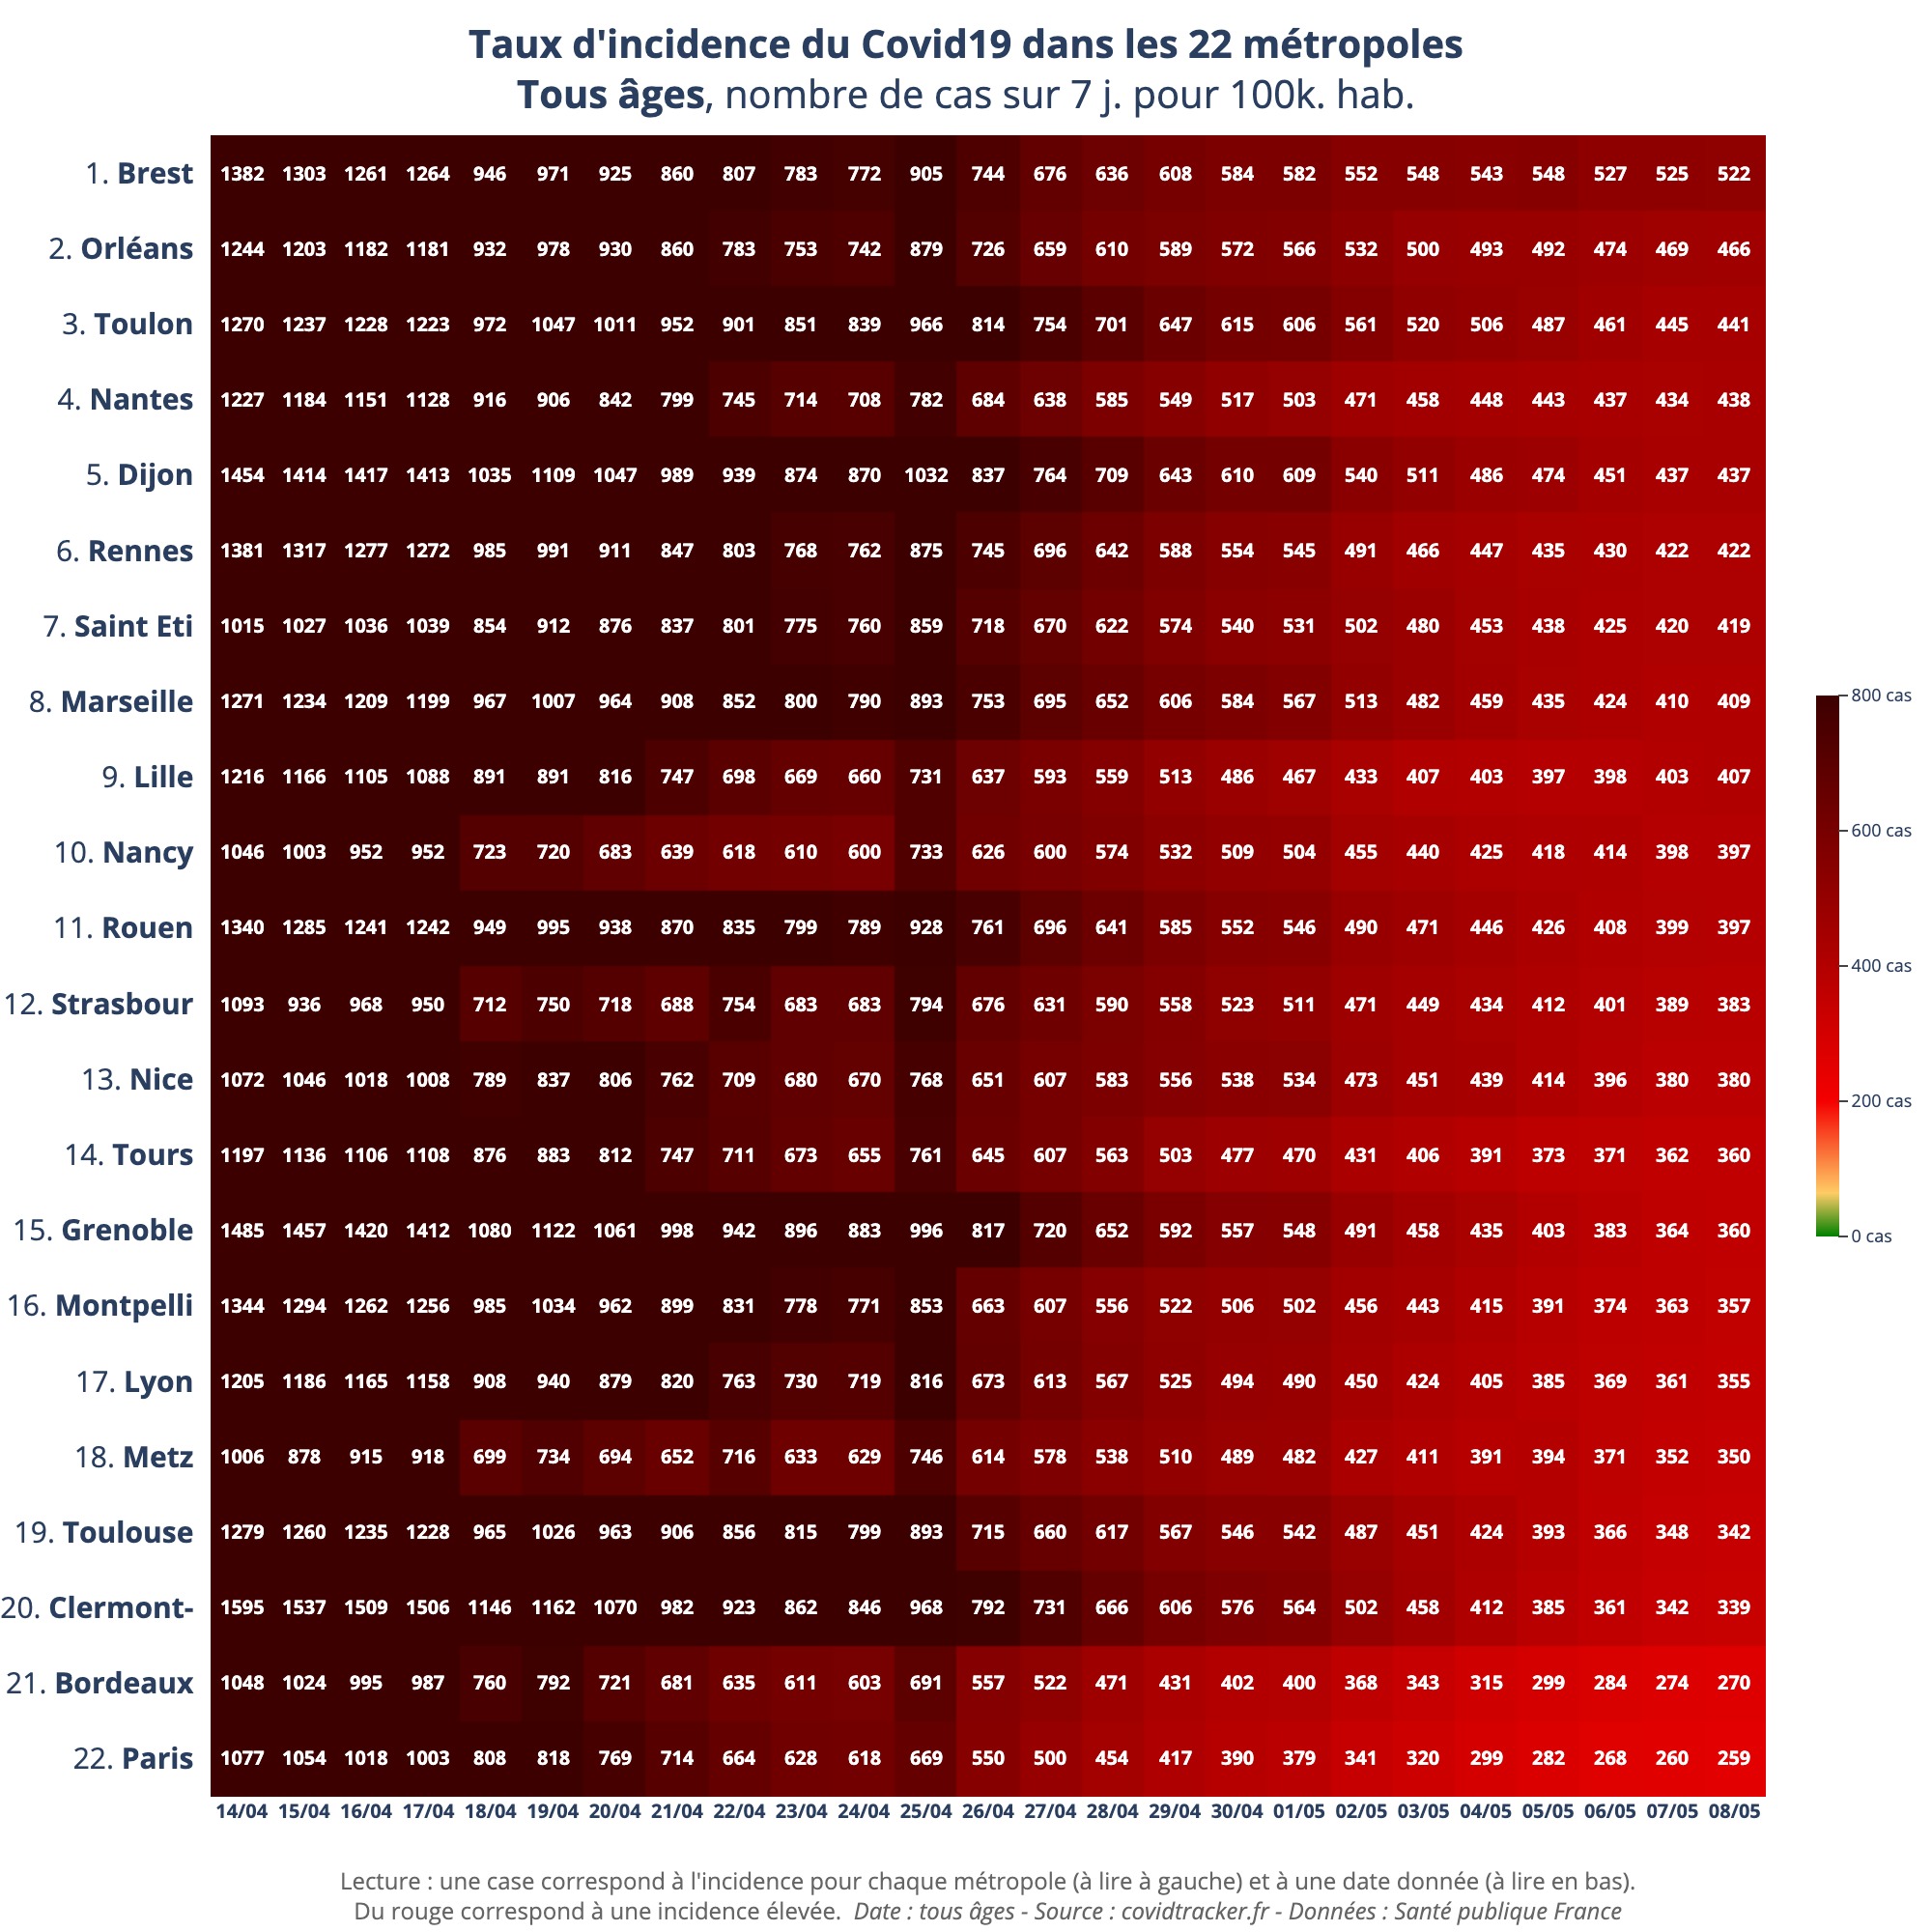 Taux d'incidence du Covid19 dans les 22 métropoles
Tous âges, nombre de cas sur 7 j. pour 100k. hab.
1. Brest 1382 1303 1261 1264 946 971 925 860 807 783 772 905 744 676 636 608 584 582 552 548 543 548 527 525 522
2. Orléans 1244 1203 1182 1181 932 978 930 860 783 753 742 879 726 659 610 589 572 566 532 500 493 492 474 469 466
3. Toulon 1270 1237 1228 1223 972 1047 1011 952 901 851 839 966 814 754 701 647 615 606 561 520 506 487 461 445 441
4. Nantes 1227 1184 1151 1128 916 906 842 799 745 714 708 782 684 638 585 549 517 503 471 458 448 443 437 434 438
5. Dijon 1454 1414 1417 1413 1035 1109 1047 989 939 874 870 1032 837 764 709 643 610 609 540 511 486 474 451 437 437
6. Rennes 1381 1317 1277 1272 985 991 911 847 803 768 762 875 745 696 642 588 554 545 491 466 447 435 430 422 422
7. Saint Eti 1015 1027 1036 1039 854 912 876 837 801 775 760 859 718 670 622 574 540 531 502 480 453 438 425 420 419
8. Marseille 1271 1234 1209 1199 967 1007 964 908 852 800 790 893 753 695 652 606 584 567 513 482 459 435 424 410 409
9. Lille 1216 1166 1105 1088 891 891 816 747 698 669 660 731 637 593 559 513 486 467 433 407 403 397 398 403 407
10. Nancy 1046 1003 952 952 723 720 683 639 618 610 600 733 626 600 574 532 509 504 455 440 425 418 414 398 397
11. Rouen 1340 1285 1241 1242 949 995 938 870 835 799 789 928 761 696 641 585 552 546 490 471 446 426 408 399 397
12. Strasbour 1093 936 968 950 712 750 718 688 754 683 683 794 676 631 590 558 523 511 471 449 434 412 401 389 383
13. Nice 1072 1046 1018 1008 789 837 806 762 709 680 670 768 651 607 583 556 538 534 473 451 439 414 396 380 380
14. Tours 1197 1136 1106 1108 876 883 812 747 711 673 655 761 645 607 563 503 477 470 431 406 391 373 371 362 360
15. Grenoble 1485 1457 1420 1412 1080 1122 1061 998 942 896 883 996 817 720 652 592 557 548 491 458 435 403 383 364 360
16. Montpelli 1344 1294 1262 1256 985 1034 962 899 831 778 771 853 663 607 556 522 506 502 456 443 415 391 374 363 357
17. Lyon 1205 1186 1165 1158 908 940 879 820 763 730 719 816 673 613 567 525 494 490 450 424 405 385 369 361 355
18. Metz 1006 878 915 918 699 734 694 652 716 633 629 746 614 578 538 510 489 482 427 411 391 394 371 352 350
19. Toulouse 1279 1260 1235 1228 965 1026 963 906 856 815 799 893 715 660 617 567 546 542 487 451 424 393 366 348 342
20. Clermont- 1595 1537 1509 1506 1146 1162 1070 982 923 862 846 968 792 731 666 606 576 564 502 458 412 385 361 342 339
21. Bordeaux 1048 1024 995 987 760 792 721 681 635 611 603 691 557 522 471 431 402 400 368 343 315 299 284 274 270
22. Paris 1077 1054 1018 1003 808 818 769 714 664 628 618 669 550 500 454 417 390 379 341 320 299 282 268 260 259
14/04 15/04 16/04 17/04 18/04 19/04 20/04 21/04 22/04 23/04 24/04 25/04 26/04 27/04 28/04 29/04 30/04 01/05 02/05 03/05 04/05 05/05 06/05 07/05 08/05
800 cas
600 cas
400 cas
200 cas
0 cas
Lecture : une case correspond à l'incidence pour chaque métropole (à lire à gauche) et à une date donnée (à lire en bas).
Du rouge correspond à une incidence élevée. Date : tous âges - Source : covidtracker.fr - Données : Santé publique France